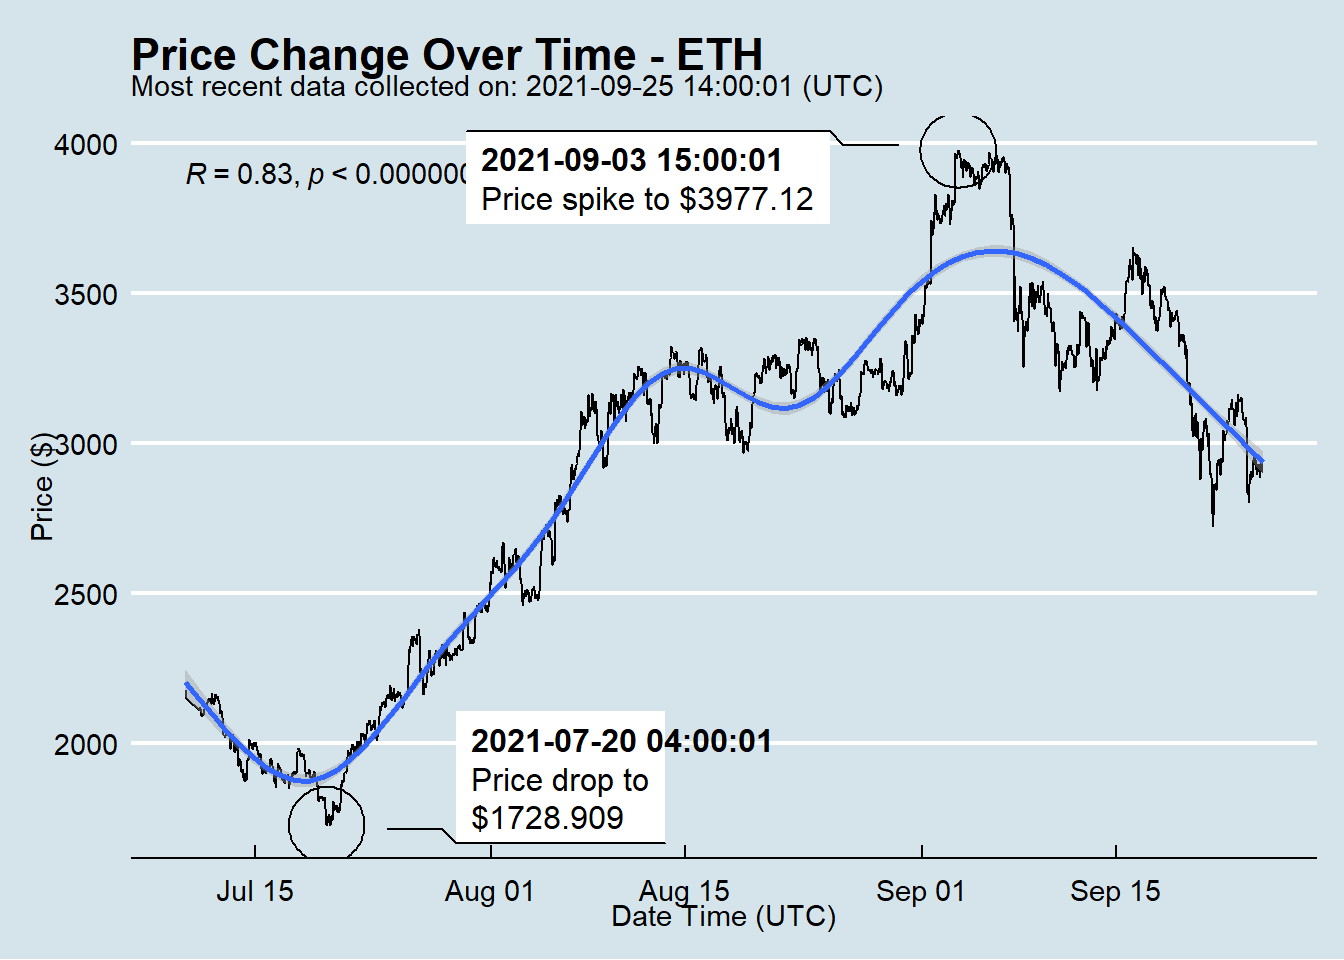 Price Change Over Time - ETH
Most recent data collected on: 2021-09-25 14:00:01 (UTC)
4000
R = 0.83, p < 0.000000
2021-09-03 15:00:01
Price spike to $3977.12
3500
3000
Price ($)
2500
2000
2021-07-20 04:00:01
Price drop to
$1728.909
Jul 15
Aug 01
Aug 15
Sep 01
Sep 15
Date Time (UTC)